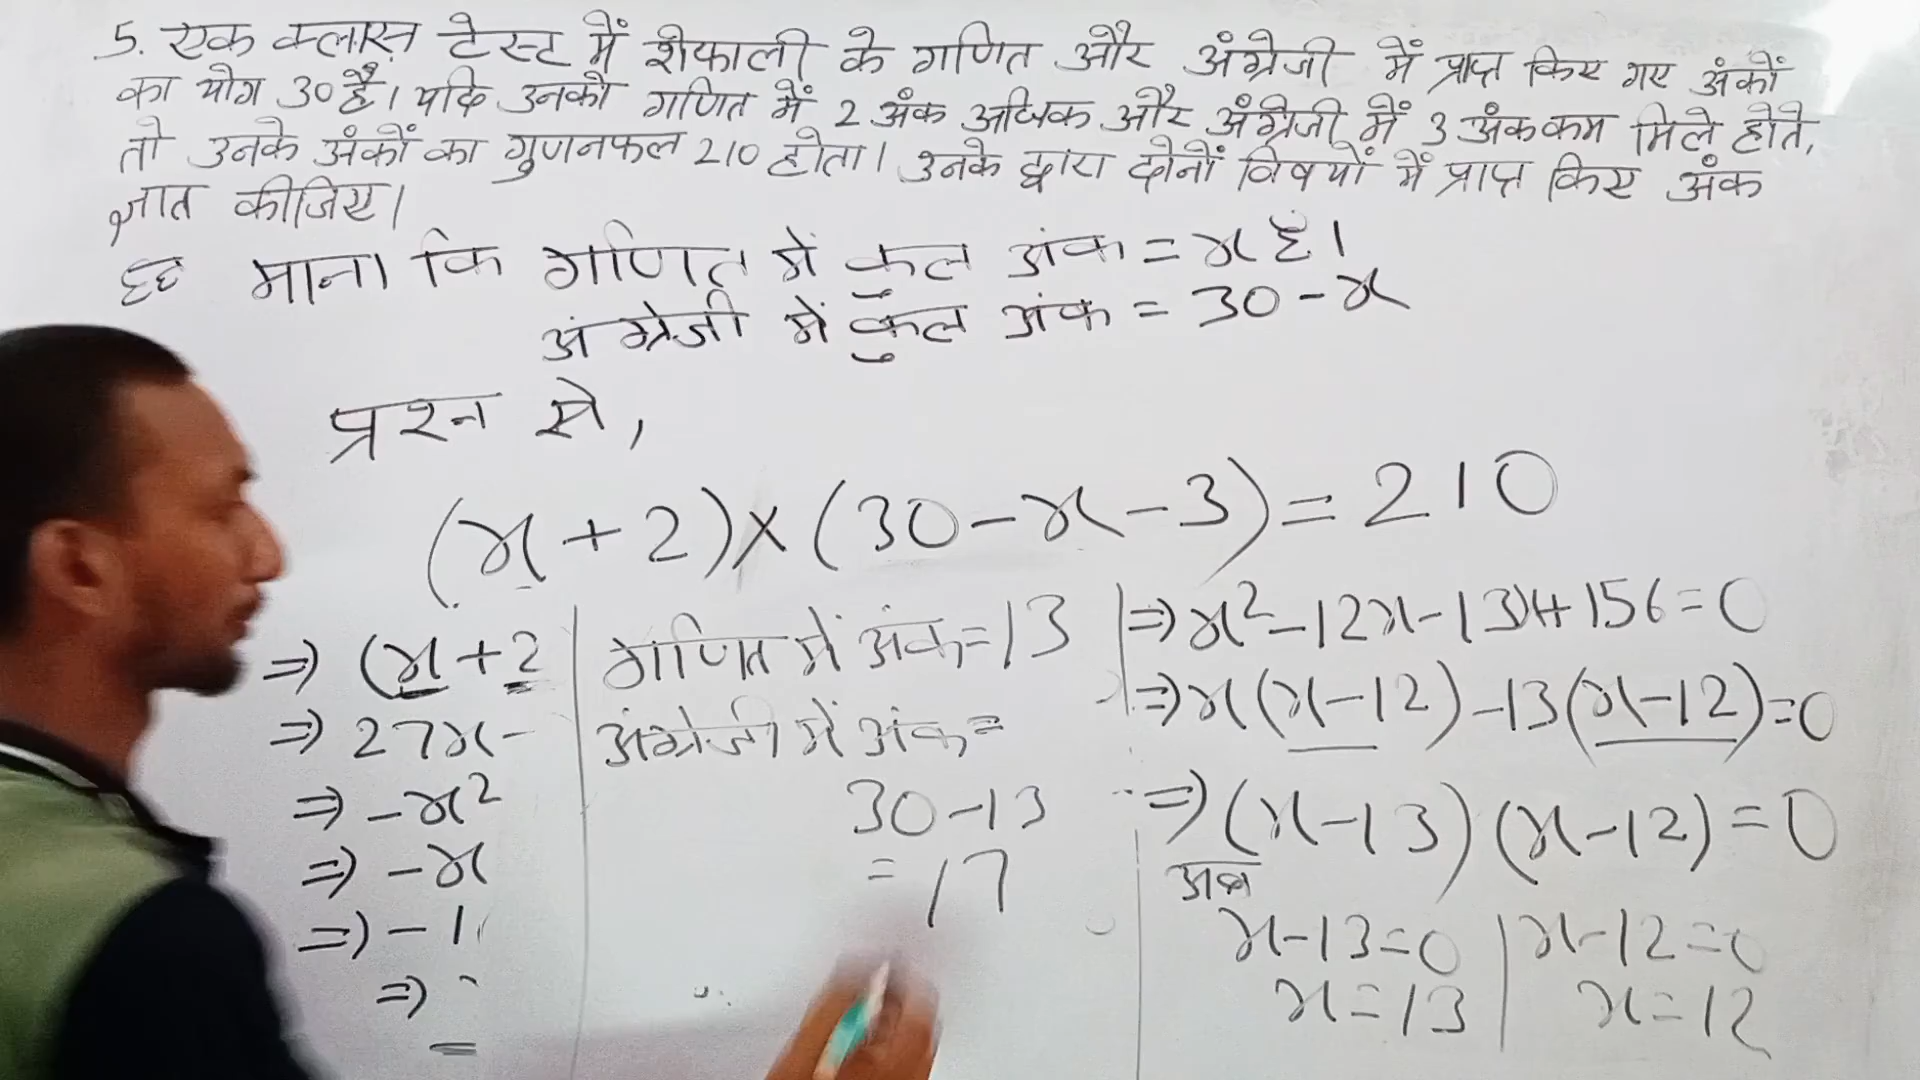 5. एक क्लास टेस्ट में शेफाली के गणित और अंग्रेजी में प्राप्त किए गए अंकों
का योग 30 है। यदि उनको गणित में 2 अंक अधिक और अंग्रेजी में 3 अंक कम मिले होते,
तो उनके अंकों का गुणनफल 210 होता। उनके द्वारा दोनों विषयों में प्राप्त किए अंक
ज्ञात कीजिए।
माना कि गणित में कुल अंक = x है।
अंग्रेजी में कुल अंक = 30 - x
प्रश्न से,
(x + 2) × (30 - x - 3) = 210
⇒ (x + 2
⇒ 27x -
⇒ - x²
⇒ - x
⇒ - 1
⇒
गणित में अंक = 13
अंग्रेजी में अंक =
30 - 13
= 17
⇒ x² - 12x - 13x + 156 = 0
⇒ x(x - 12) - 13(x - 12) = 0
⇒ (x - 13) (x - 12) = 0
अब
x - 13 = 0 | x - 12 = 0
x = 13 | x = 12